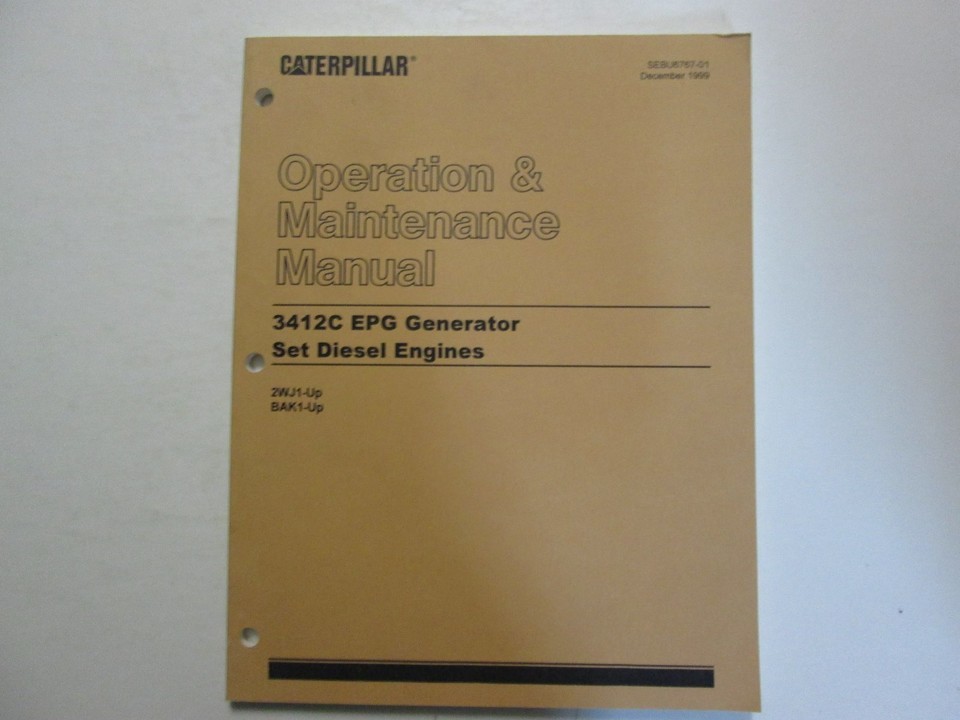 CATERPILLAR®
SEBU6767-01
December 1999
Operation &
Maintenance
Manual
3412C EPG Generator
Set Diesel Engines
2WJ1-Up
BAK1-Up